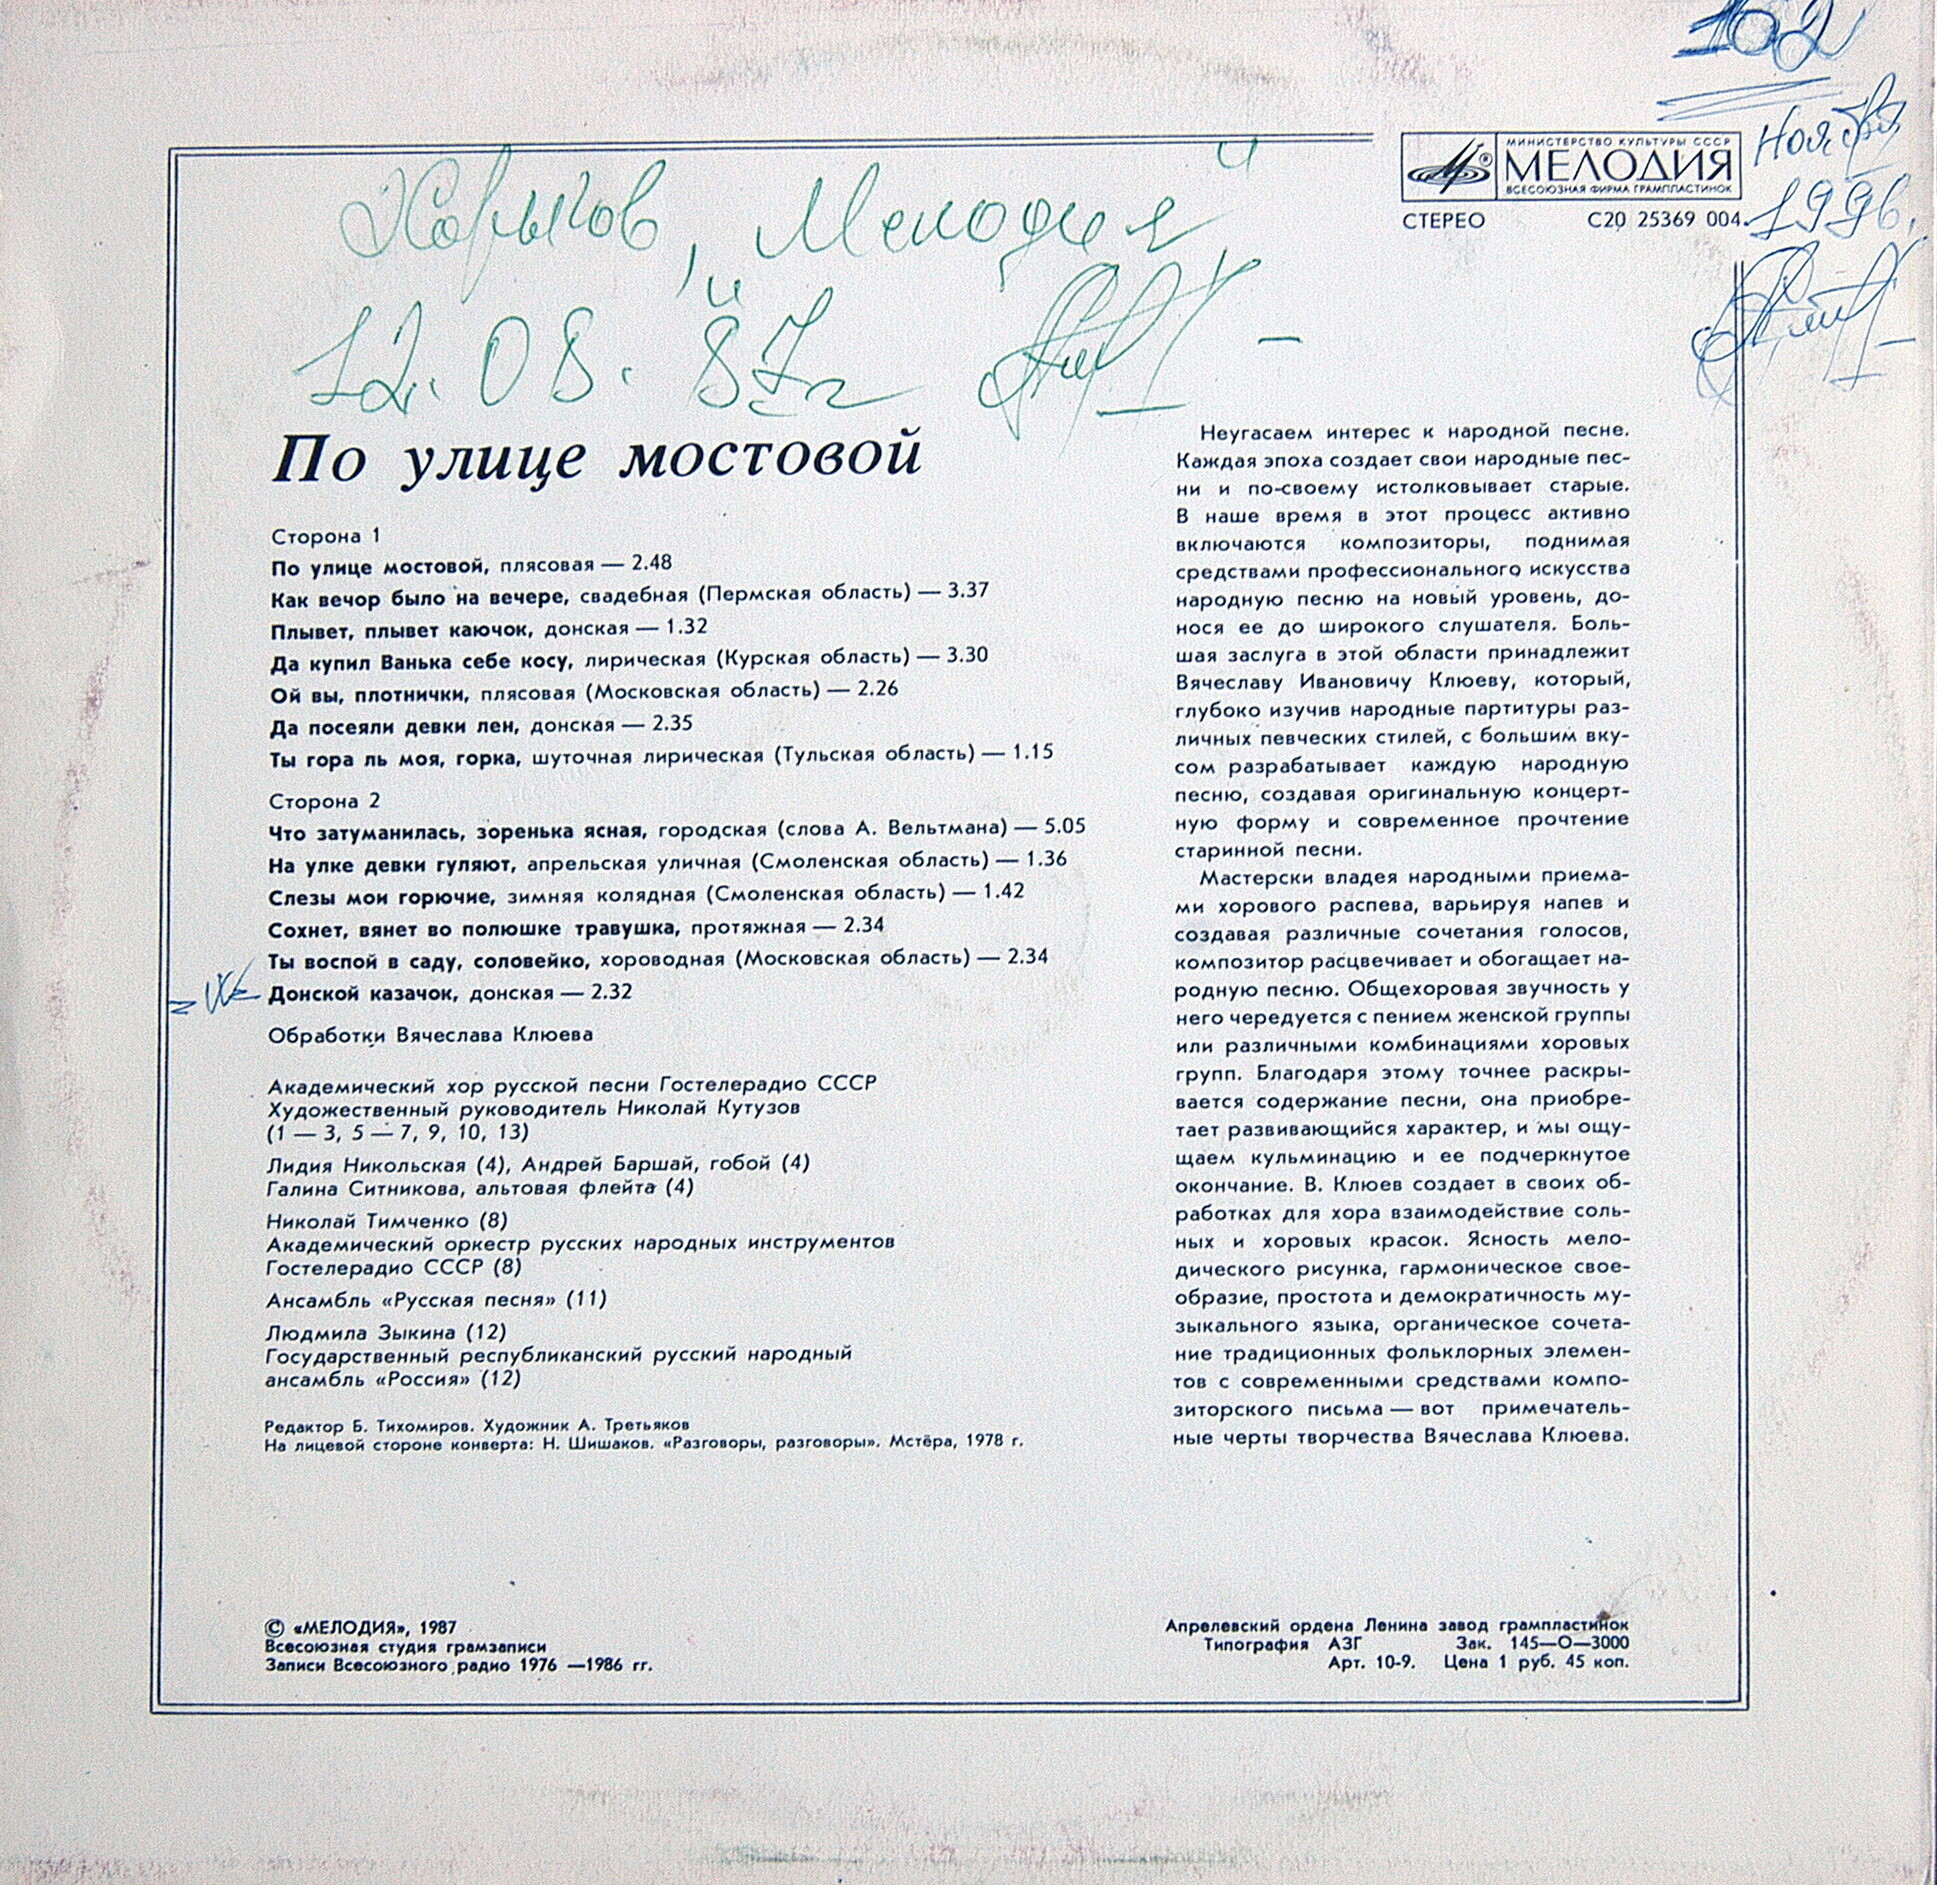 162
Ноябрь
1996.
Харьков, „Мелодия"
12.08.87г
МИНИСТЕРСТВО КУЛЬТУРЫ СССР
МЕЛОДИЯ
ВСЕСОЮЗНАЯ ФИРМА ГРАМПЛАСТИНОК
СТЕРЕО С20 25369 004
По улице мостовой
Сторона 1
По улице мостовой, плясовая — 2.48
Как вечор было на вечере, свадебная (Пермская область) — 3.37
Плывет, плывет каючок, донская — 1.32
Да купил Ванька себе косу, лирическая (Курская область) — 3.30
Ой вы, плотнички, плясовая (Московская область) — 2.26
Да посеяли девки лен, донская — 2.35
Ты гора ль моя, горка, шуточная лирическая (Тульская область) — 1.15
Сторона 2
Что затуманилась, зоренька ясная, городская (слова А. Вельтмана) — 5.05
На улке девки гуляют, апрельская уличная (Смоленская область) — 1.36
Слезы мои горючие, зимняя колядная (Смоленская область) — 1.42
Сохнет, вянет во полюшке травушка, протяжная — 2.34
Ты воспой в саду, соловейко, хороводная (Московская область) — 2.34
Донской казачок, донская — 2.32
Обработки Вячеслава Клюева
Академический хор русской песни Гостелерадио СССР
Художественный руководитель Николай Кутузов
(1 — 3, 5 — 7, 9, 10, 13)
Лидия Никольская (4), Андрей Баршай, гобой (4)
Галина Ситникова, альтовая флейта (4)
Николай Тимченко (8)
Академический оркестр русских народных инструментов
Гостелерадио СССР (8)
Ансамбль «Русская песня» (11)
Людмила Зыкина (12)
Государственный республиканский русский народный
ансамбль «Россия» (12)
Редактор Б. Тихомиров. Художник А. Третьяков
На лицевой стороне конверта: Н. Шишаков. «Разговоры, разговоры». Мстёра, 1978 г.
Неугасаем интерес к народной песне.
Каждая эпоха создает свои народные пес-
ни и по-своему истолковывает старые.
В наше время в этот процесс активно
включаются композиторы, поднимая
средствами профессионального искусства
народную песню на новый уровень, до-
нося ее до широкого слушателя. Боль-
шая заслуга в этой области принадлежит
Вячеславу Ивановичу Клюеву, который,
глубоко изучив народные партитуры раз-
личных певческих стилей, с большим вку-
сом разрабатывает каждую народную
песню, создавая оригинальную концерт-
ную форму и современное прочтение
старинной песни.
Мастерски владея народными приема-
ми хорового распева, варьируя напев и
создавая различные сочетания голосов,
композитор расцвечивает и обогащает на-
родную песню. Общехоровая звучность у
него чередуется с пением женской группы
или различными комбинациями хоровых
групп. Благодаря этому точнее раскры-
вается содержание песни, она приобре-
тает развивающийся характер, и мы ощу-
щаем кульминацию и ее подчеркнутое
окончание. В. Клюев создает в своих об-
работках для хора взаимодействие соль-
ных и хоровых красок. Ясность мело-
дического рисунка, гармоническое свое-
образие, простота и демократичность му-
зыкального языка, органическое сочета-
ние традиционных фольклорных элемен-
тов с современными средствами компо-
зиторского письма — вот примечатель-
ные черты творчества Вячеслава Клюева.
© «МЕЛОДИЯ», 1987
Всесоюзная студия грамзаписи
Записи Всесоюзного радио 1976 —1986 гг.
Апрелевский ордена Ленина завод грампластинок
Типография АЗГ Зак. 145—О—3000
Арт. 10-9. Цена 1 руб. 45 коп.